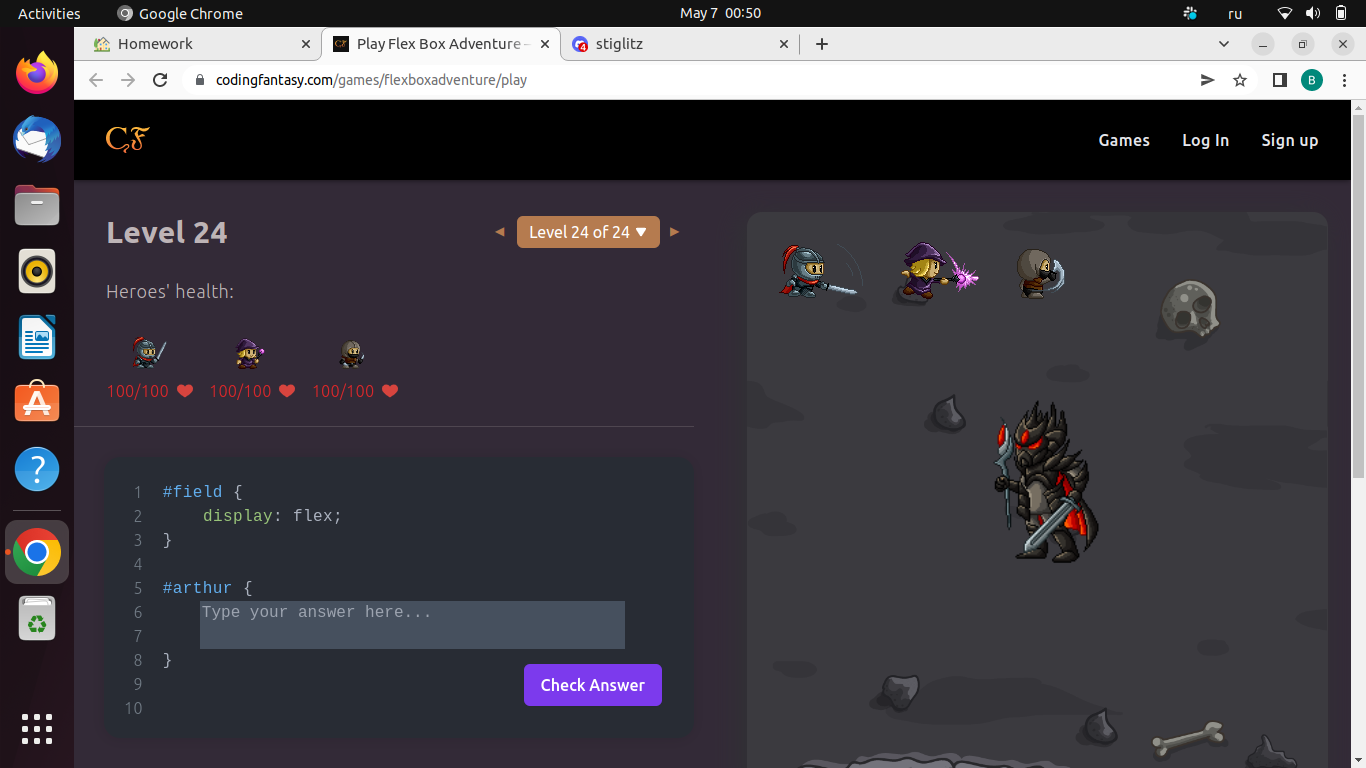 Activities
Google Chrome
May 7 00:50
ru
Homework
Play Flex Box Adventure -
4
stiglitz
codingfantasy.com/games/flexboxadventure/play
B
CF
Games
Log In
Sign up
Level 24
Level 24 of 24
Heroes' health:
100/100
100/100
100/100
1 #field {
2 display: flex;
3 }
4
5 #arthur {
6 Type your answer here...
7
8 }
9
10
Check Answer